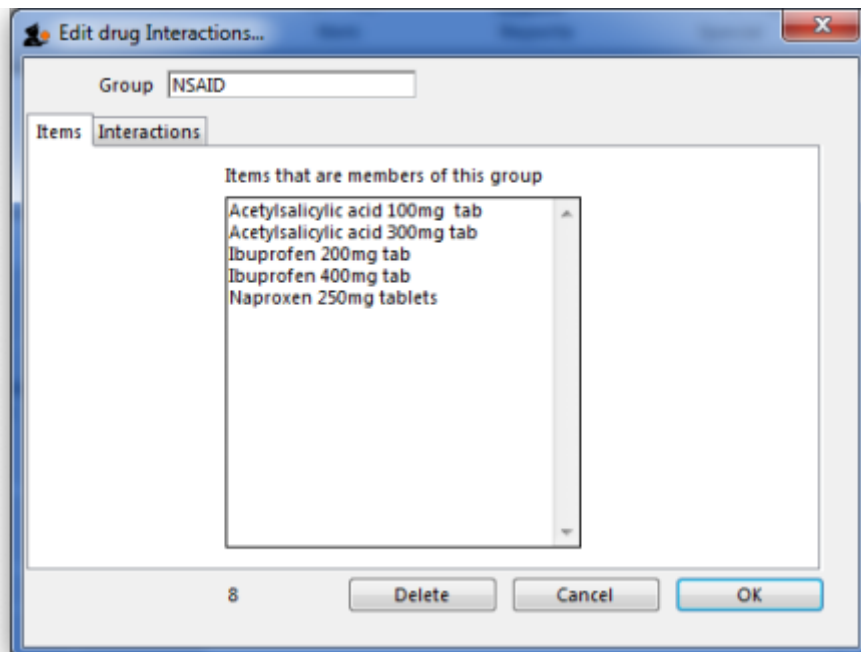 Edit drug Interactions...
Group NSAID
Items Interactions
Items that are members of this group
Acetylsalicylic acid 100mg  tab
Acetylsalicylic acid 300mg tab
Ibuprofen 200mg tab
Ibuprofen 400mg tab
Naproxen 250mg tablets
8 Delete Cancel OK